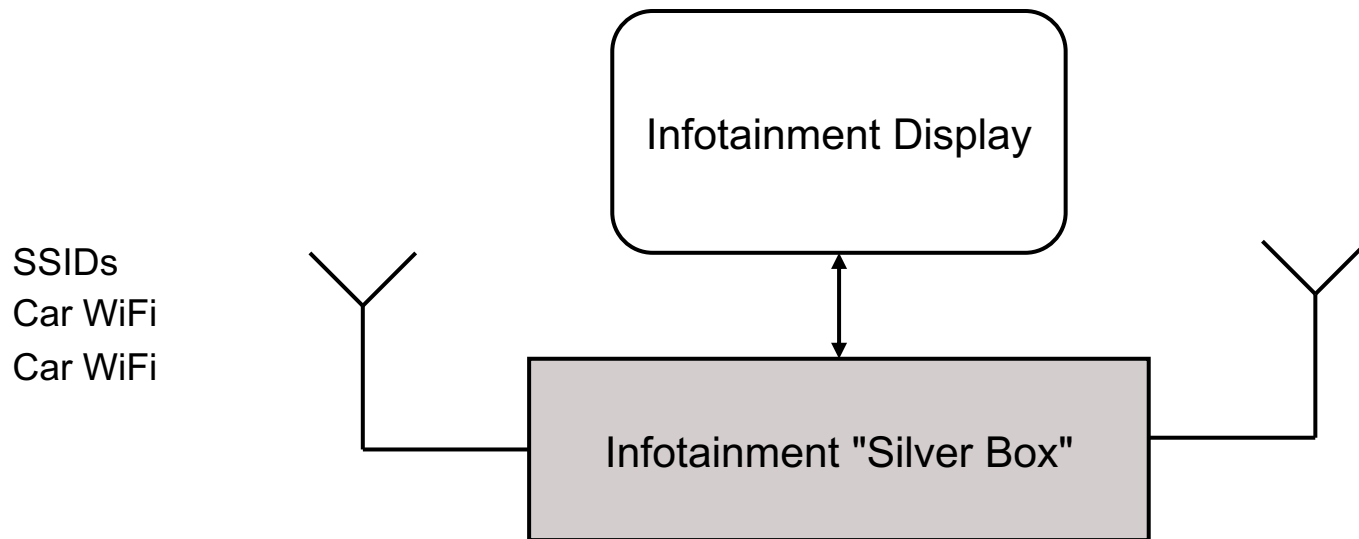 Infotainment Display
SSIDs
Car WiFi
Car WiFi
Infotainment "Silver Box"